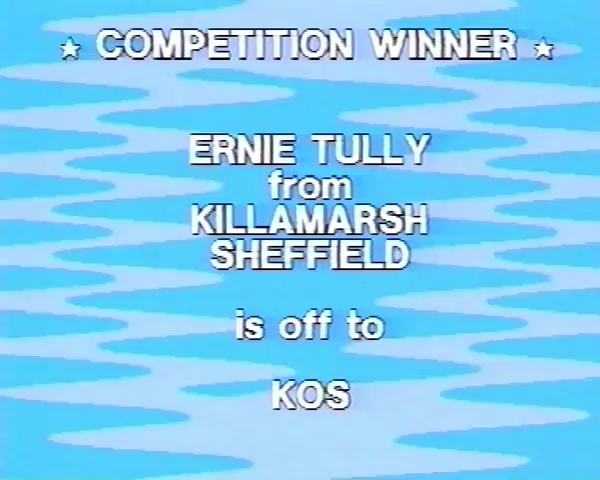 ★ COMPETITION WINNER ★
ERNIE TULLY
from
KILLAMARSH
SHEFFIELD
is off to
KOS